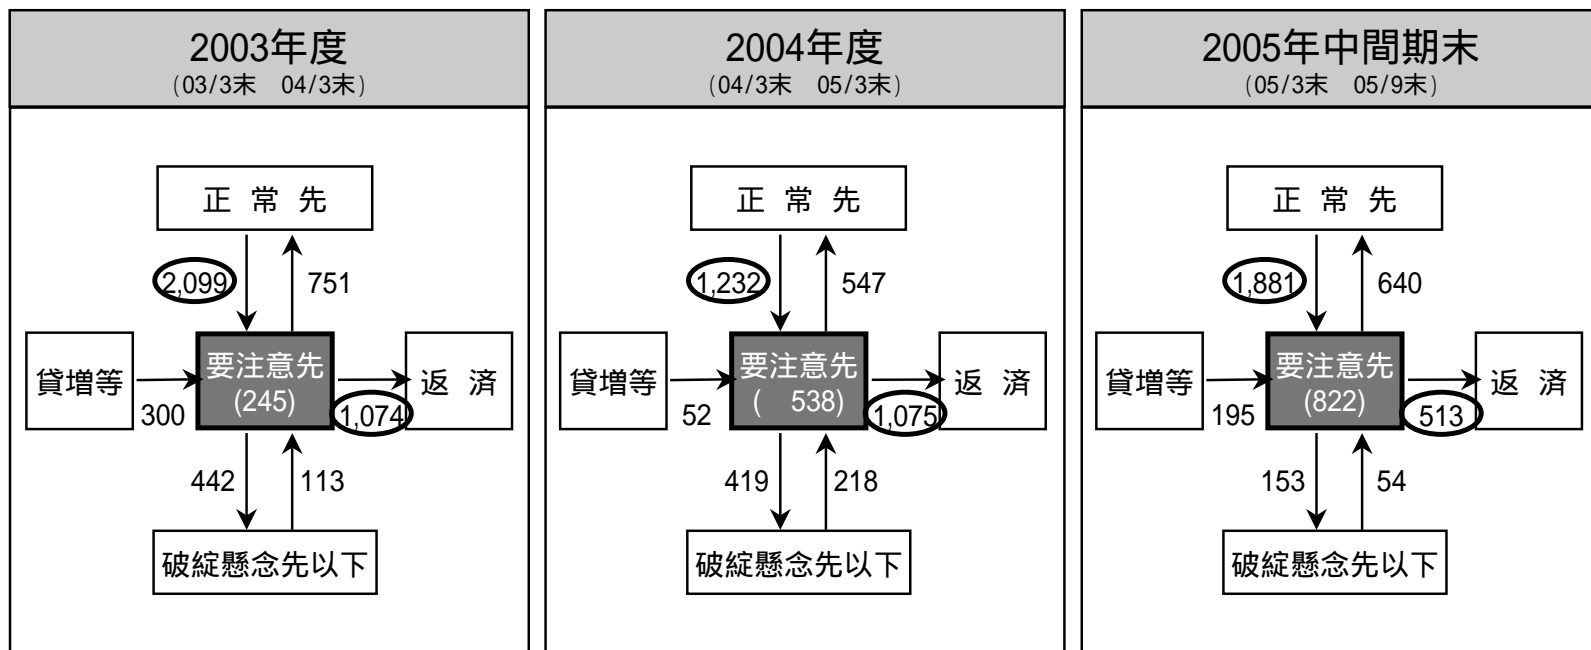 2003年度
(03/3末 04/3末)
正 常 先
2,099
751
貸増等
300
要注意先
(245)
1,074
返 済
442
113
破綻懸念先以下
2004年度
(04/3末 05/3末)
正 常 先
1,232
547
貸増等
52
要注意先
( 538)
1,075
返 済
419
218
破綻懸念先以下
2005年中間期末
(05/3末 05/9末)
正 常 先
1,881
640
貸増等
195
要注意先
(822)
513
返 済
153
54
破綻懸念先以下